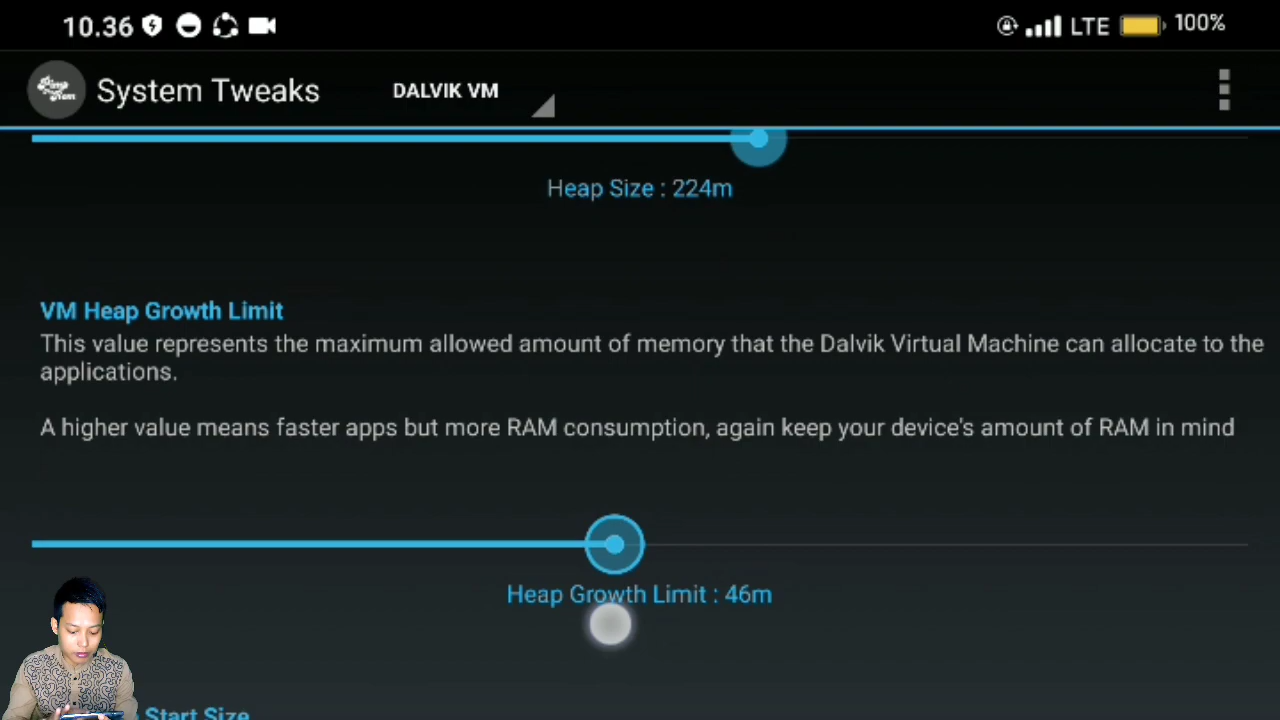 10.36 LTE 100%
Pimp My Rom System Tweaks DALVIK VM
Heap Size : 224m
VM Heap Growth Limit
This value represents the maximum allowed amount of memory that the Dalvik Virtual Machine can allocate to the
applications.
A higher value means faster apps but more RAM consumption, again keep your device's amount of RAM in mind
Heap Growth Limit : 46m
Start Size